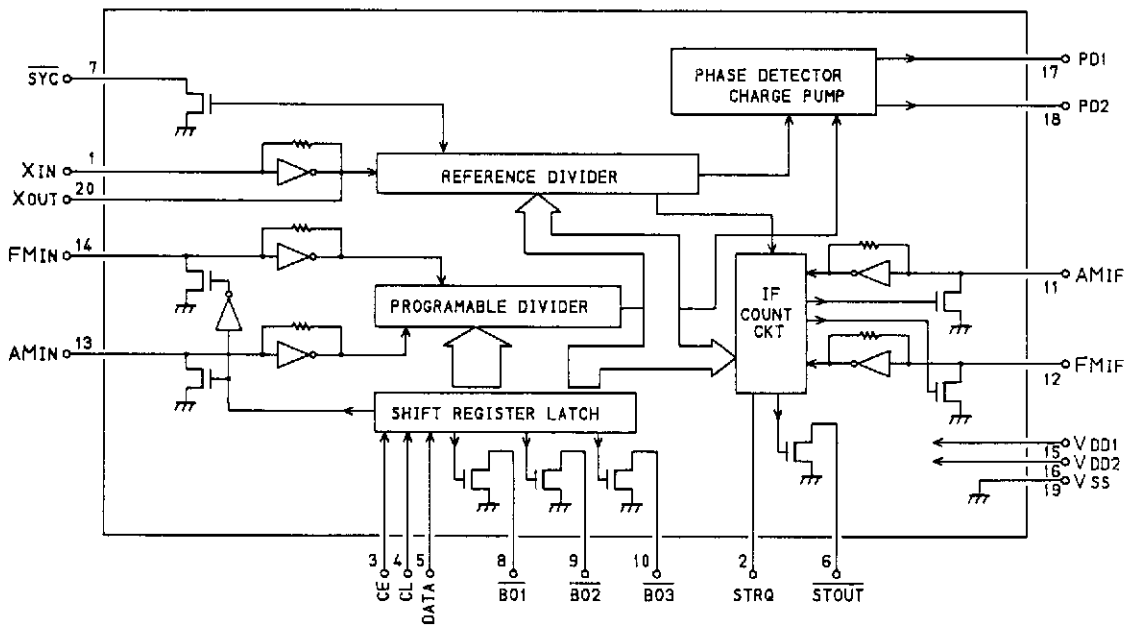 7
SYC
PHASE DETECTOR
CHARGE PUMP
17
PD1
18
PD2
1
XIN
20
XOUT
REFERENCE DIVIDER
14
FMIN
PROGRAMABLE DIVIDER
IF
COUNT
CKT
11
AMIF
13
AMIN
12
FMIF
SHIFT REGISTER LATCH
15
VDD1
16
VDD2
19
VSS
3
4
5
8
9
10
2
6
CE
CL
DATA
BO1
BO2
BO3
STRQ
STOUT